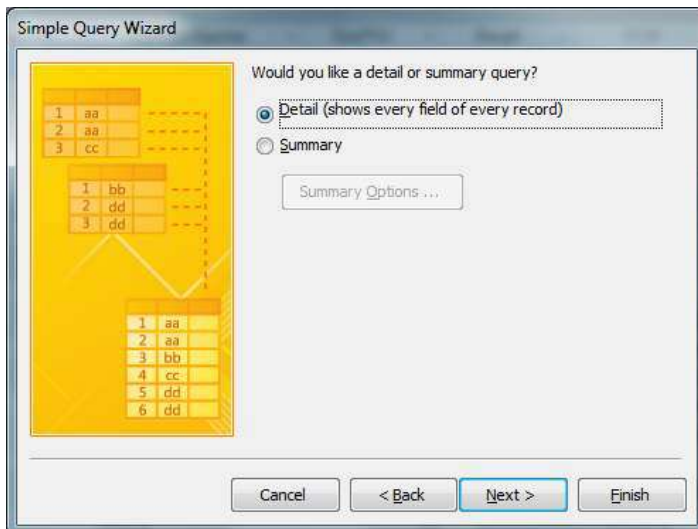 Simple Query Wizard
Would you like a detail or summary query?
Detail (shows every field of every record)
Summary
Summary Options ...
1 aa
2 aa
3 cc
1 bb
2 dd
3 dd
1 aa
2 aa
3 bb
4 cc
5 dd
6 dd
Cancel
< Back
Next >
Finish